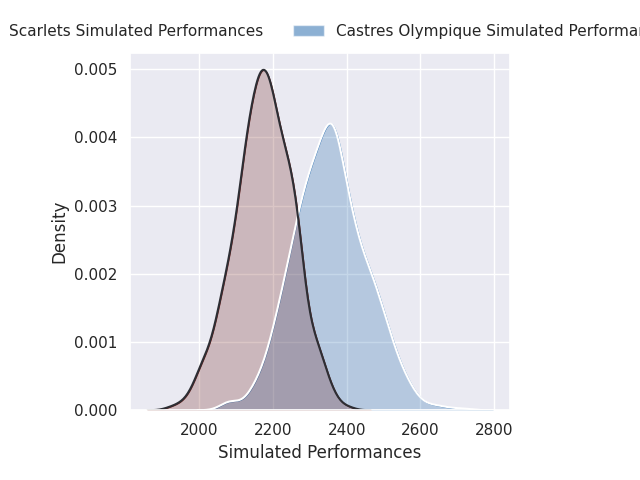 Scarlets Simulated Performances Castres Olympique Simulated Performan
0.005
0.004
0.003
0.002
0.001
0.000
Density
2000 2200 2400 2600 2800
Simulated Performances